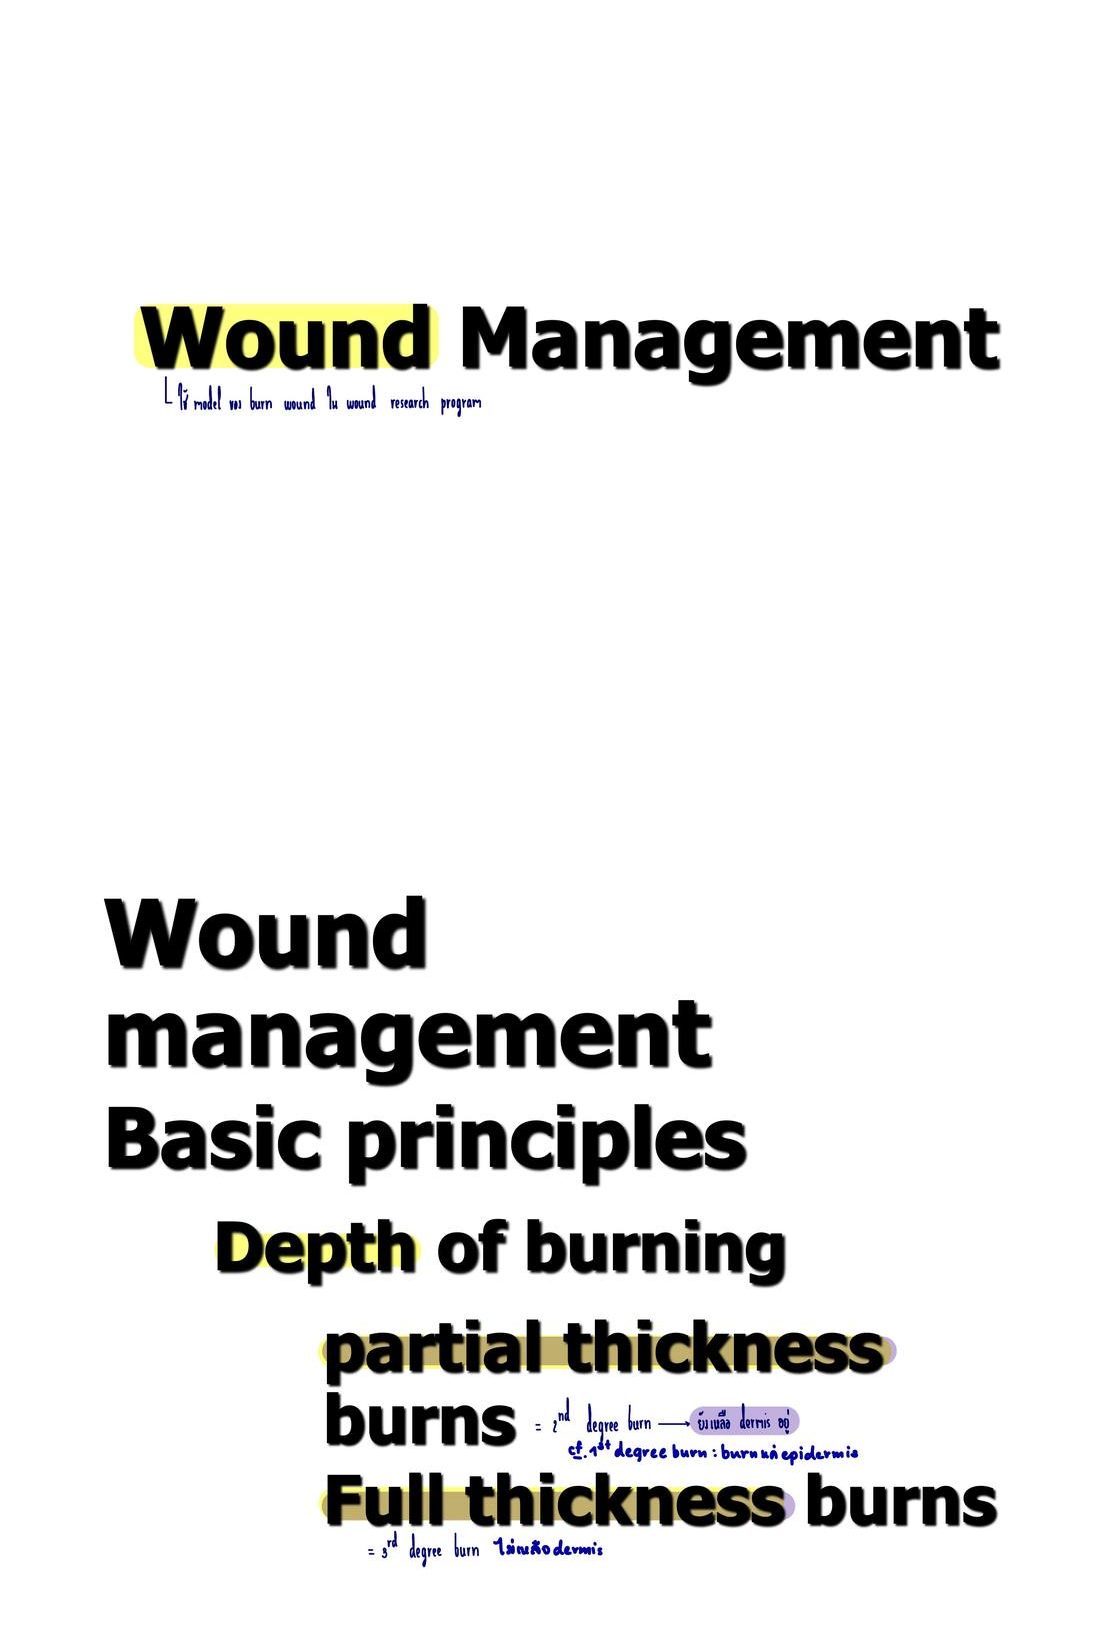 Wound Management
ใช้ model ของ burn wound ใน wound research program
Wound
management
Basic principles
Depth of burning
partial thickness
burns = 2nd degree burn → ยังเหลือ dermis อยู่
cf. 1st degree burn : burn แค่ epidermis
Full thickness burns
= 3rd degree burn ไม่เหลือ dermis